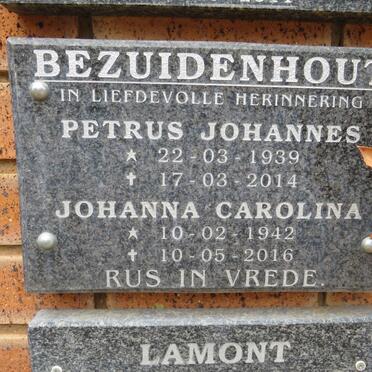 BEZUIDENHOUT
IN LIEFDEVOLLE HERINNERING
PETRUS JOHANNES
★ 22-03-1939
✝ 17-03-2014
JOHANNA CAROLINA
★ 10-02-1942
✝ 10-05-2016
RUS IN VREDE.
LAMONT